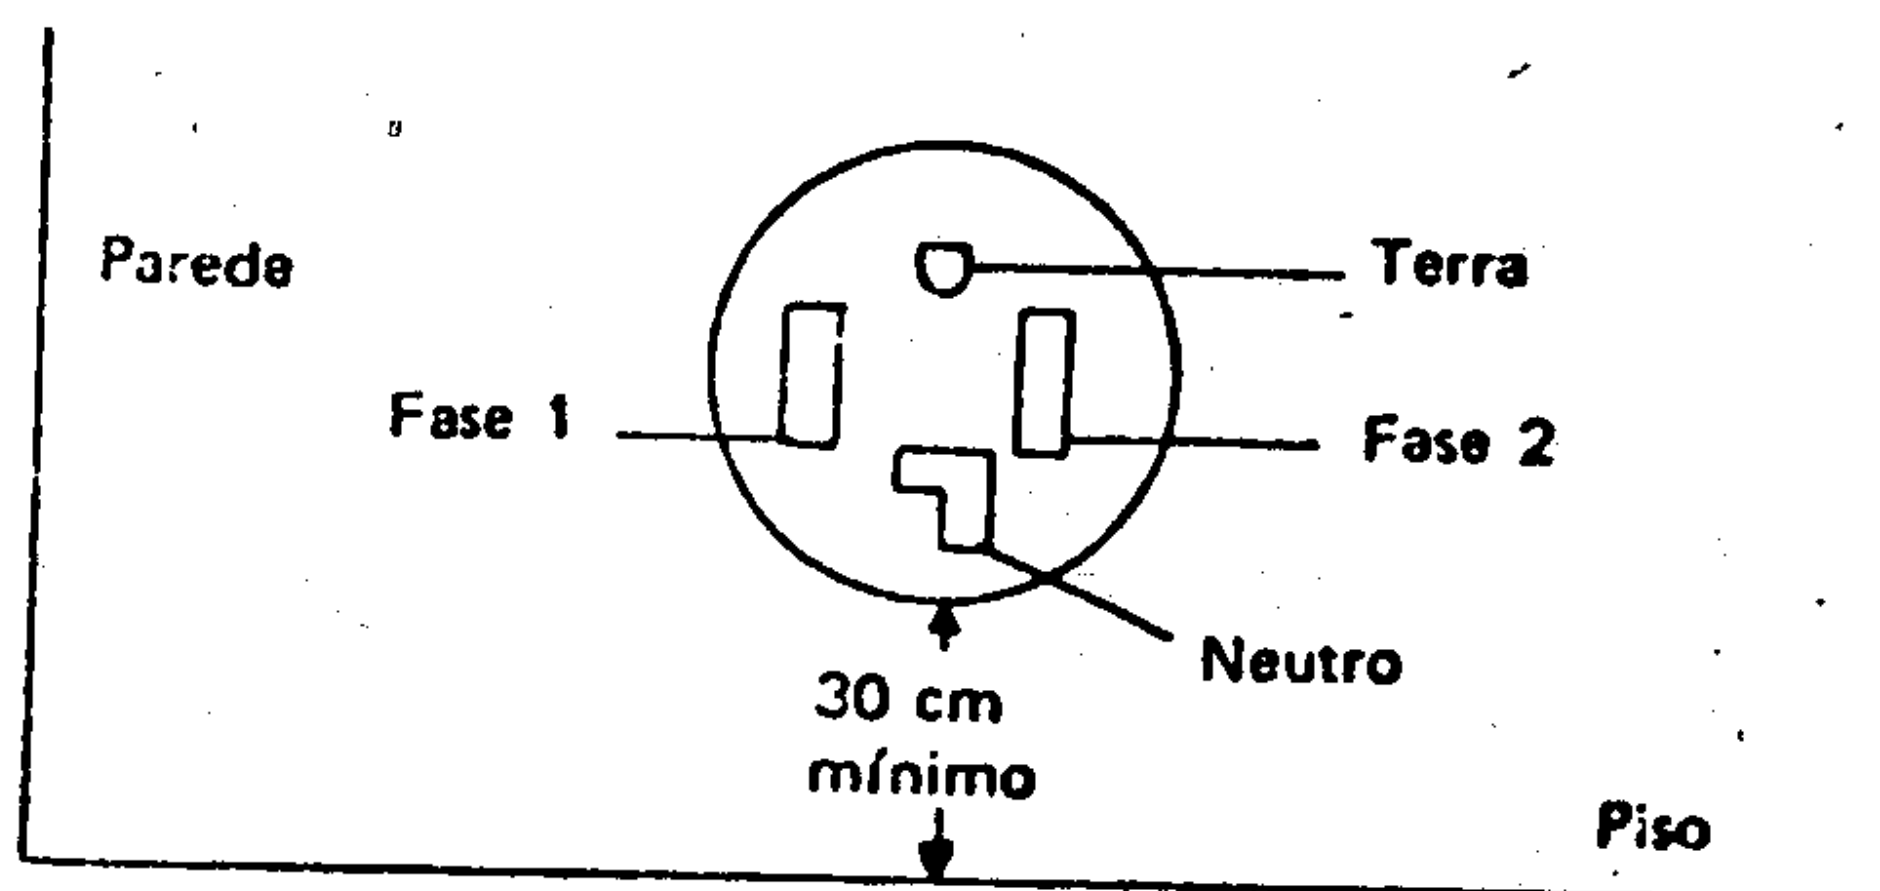 Parede
Terra
Fase 1
Fase 2
Neutro
30 cm
mínimo
Piso